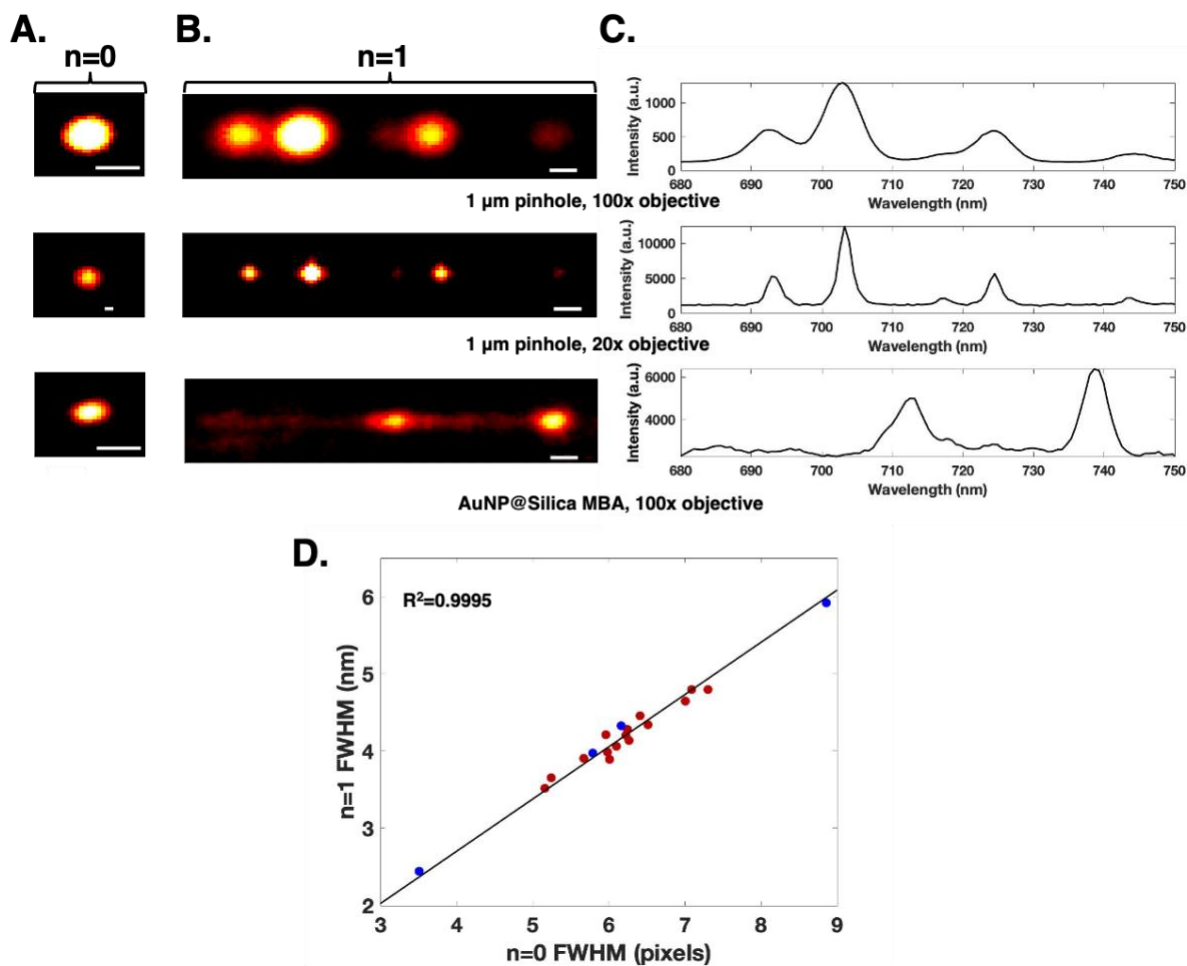 A.
B.
C.
n=0
n=1
Intensity (a.u.)
1000
500
0
680 690 700 710 720 730 740 750
Wavelength (nm)
1 µm pinhole, 100x objective
Intensity (a.u.)
10000
5000
0
680 690 700 710 720 730 740 750
Wavelength (nm)
1 µm pinhole, 20x objective
Intensity (a.u.)
6000
4000
680 690 700 710 720 730 740 750
Wavelength (nm)
AuNP@Silica MBA, 100x objective
D.
R²=0.9995
n=1 FWHM (nm)
6
5
4
3
2
3 4 5 6 7 8 9
n=0 FWHM (pixels)